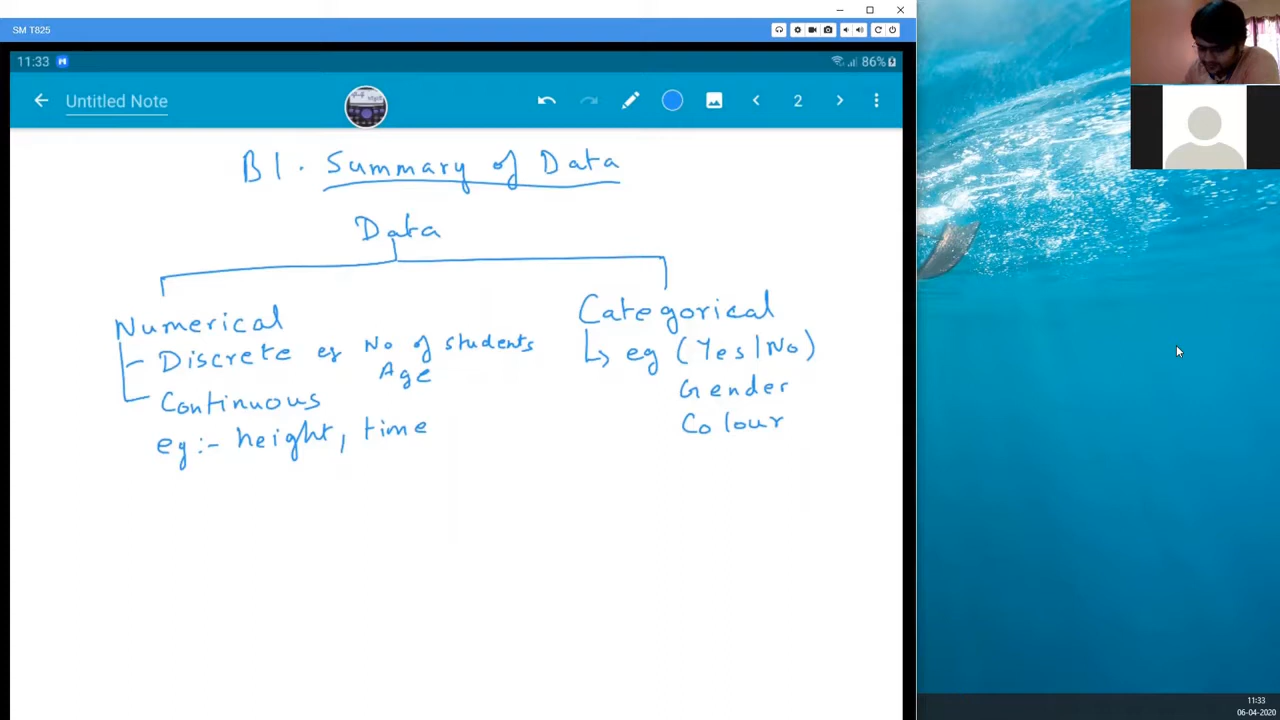 SM T825
11:33
86%
Untitled Note
2
B1. Summary of Data
Data
Numerical
Discrete eg No of students
Age
Continuous
eg:- height, time
Categorical
eg (Yes|No)
Gender
Colour
11:33
06-04-2020